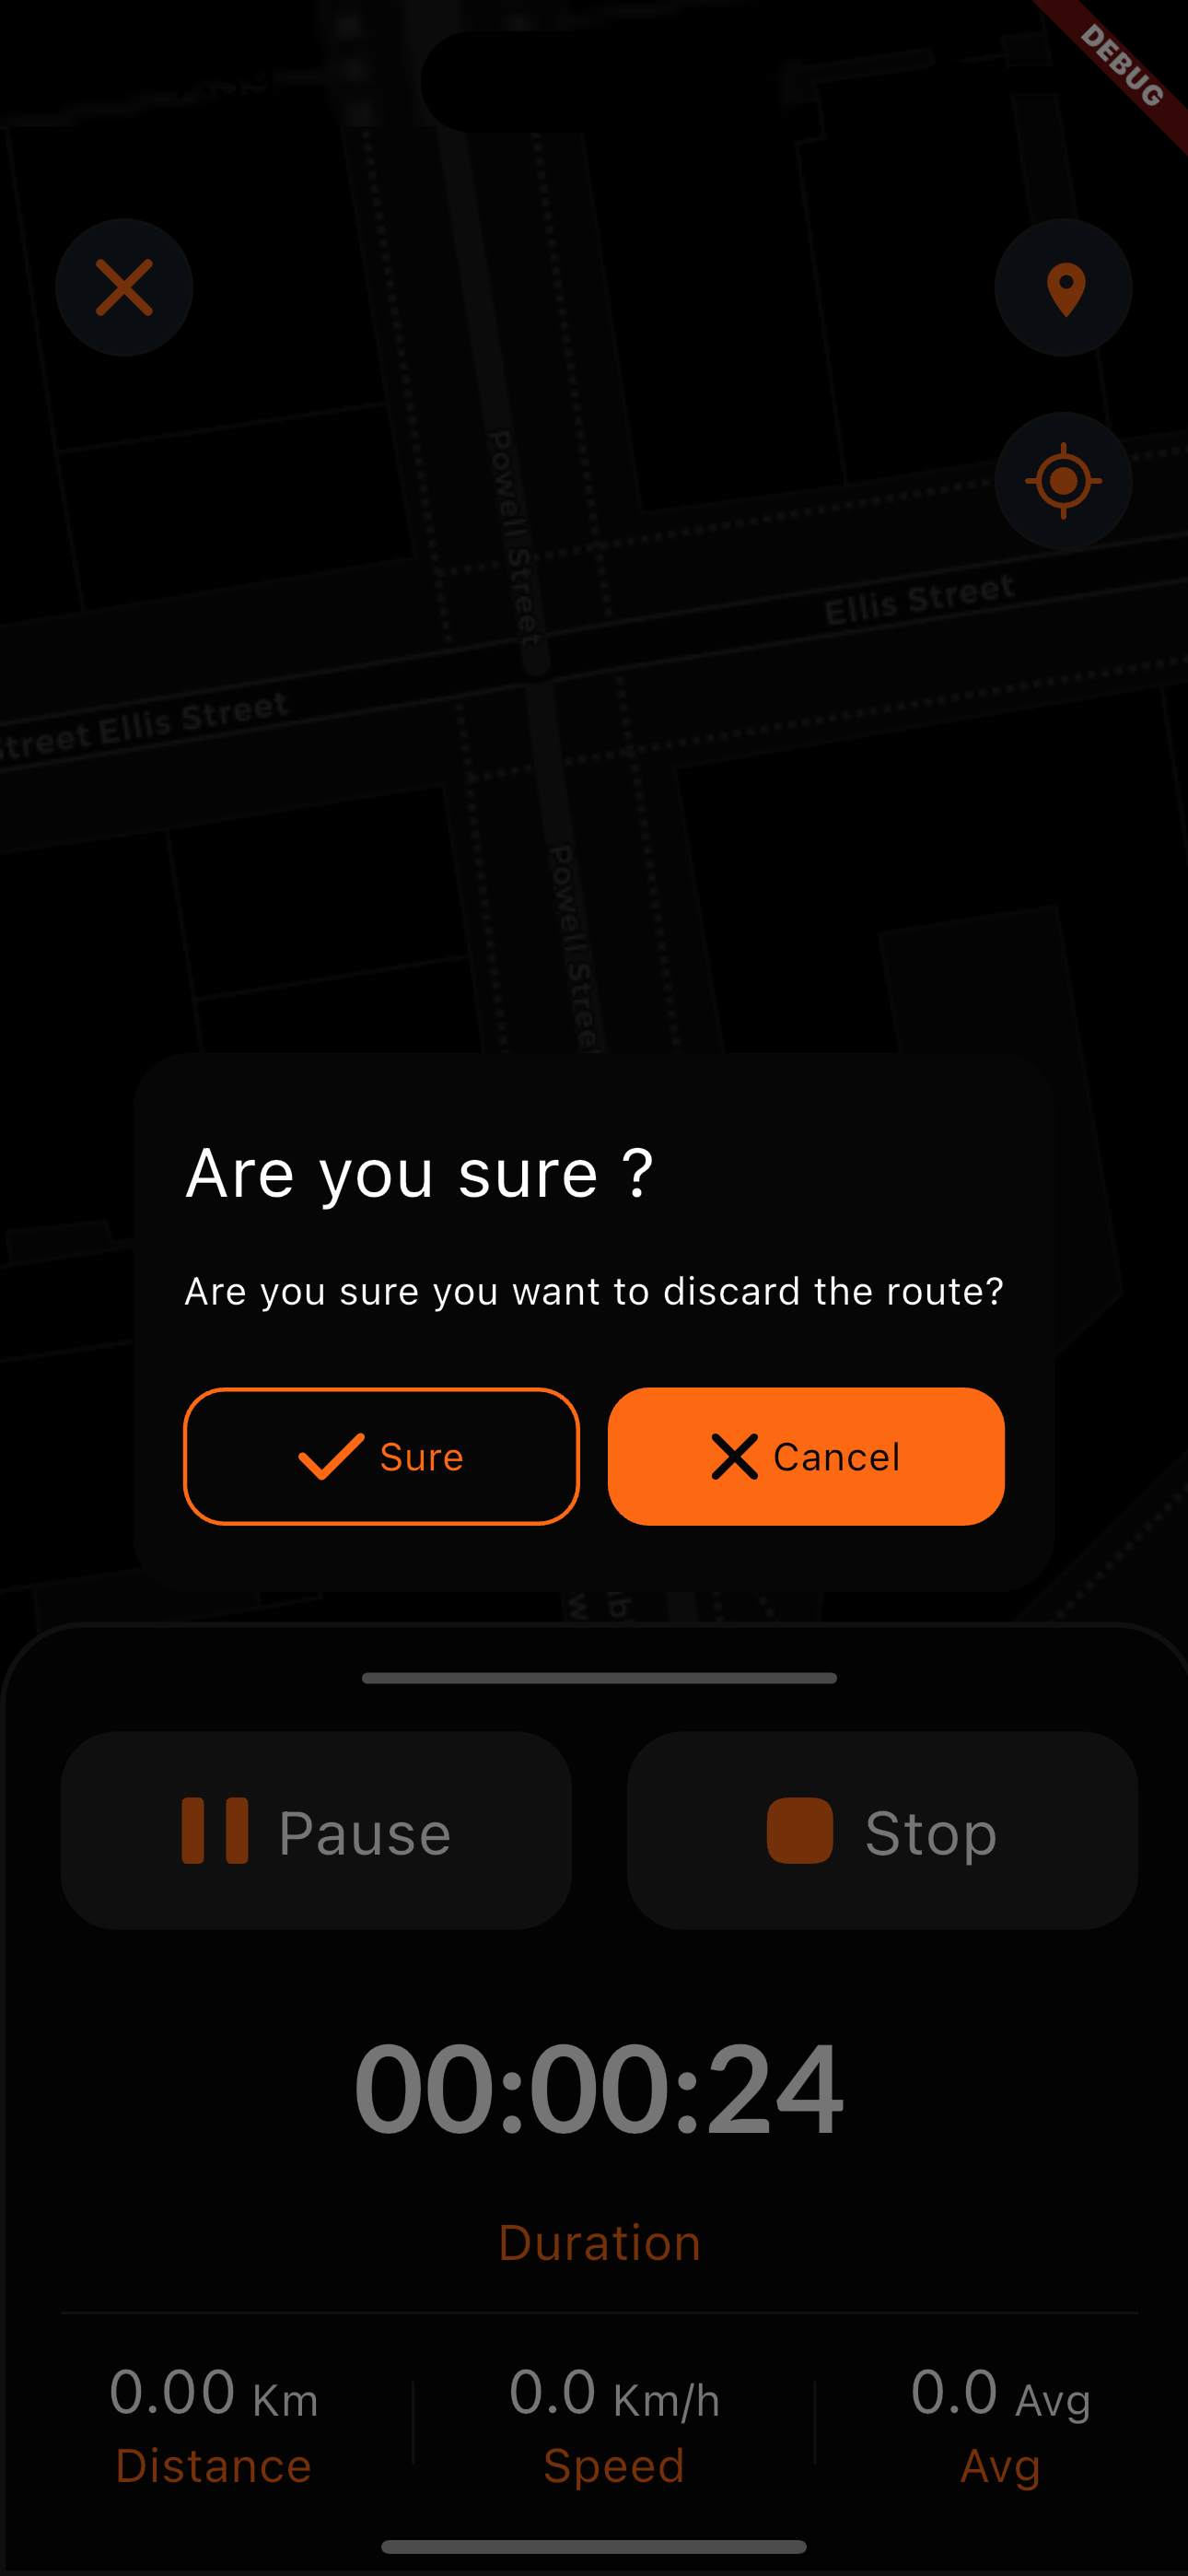 DEBUG
Powell Street
Ellis Street
Street Ellis Street
Powell Street
Are you sure ?
Are you sure you want to discard the route?
Sure
Cancel
Pause
Stop
00:00:24
Duration
0.00 Km
Distance
0.0 Km/h
Speed
0.0 Avg
Avg